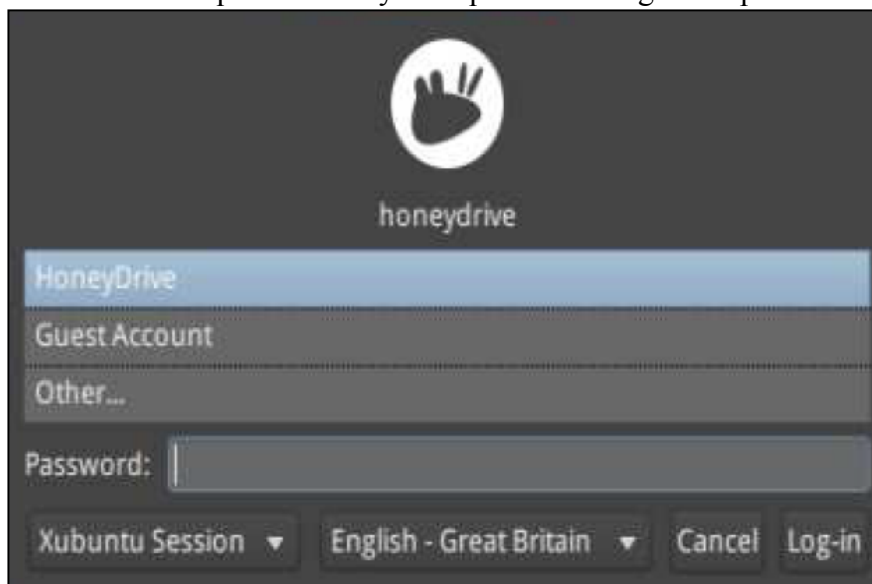 honeydrive
HoneyDrive
Guest Account
Other...
Password:
Xubuntu Session English - Great Britain Cancel Log-in